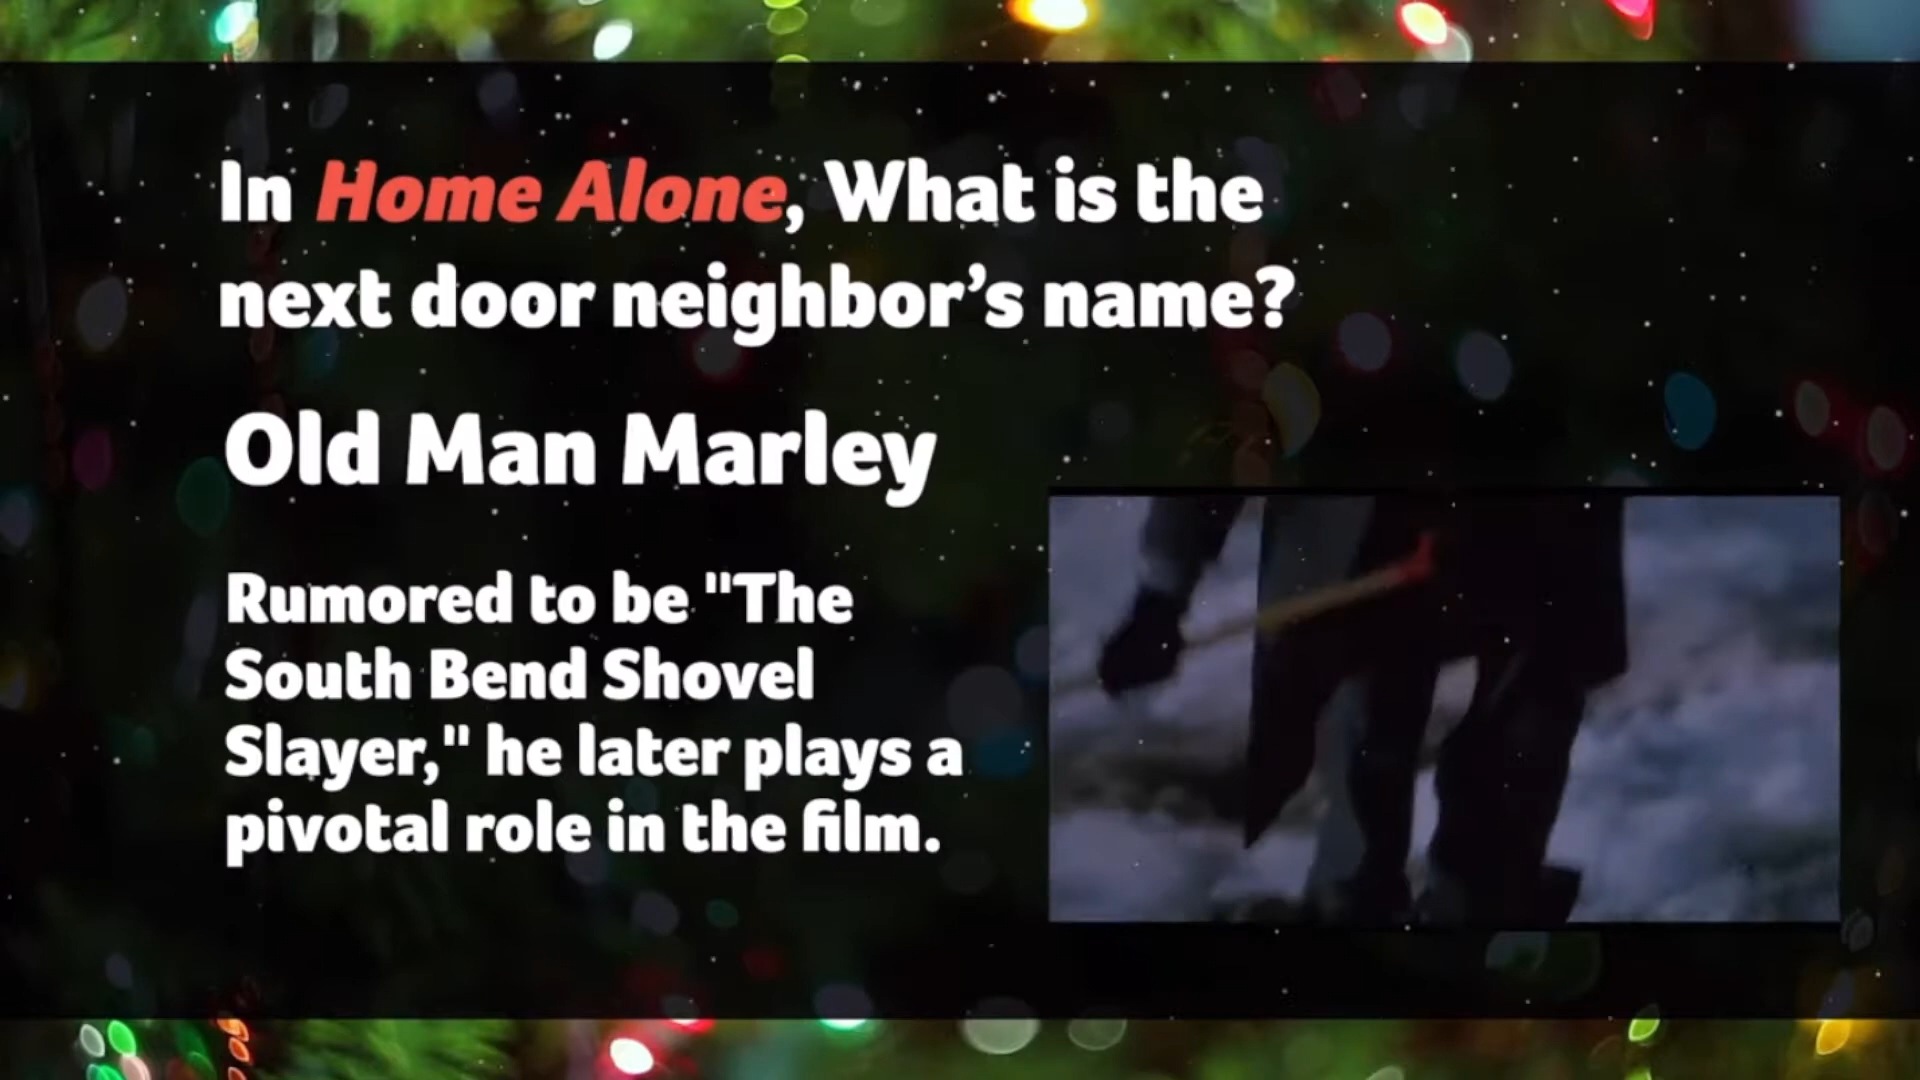 In Home Alone, What is the
next door neighbor’s name?
Old Man Marley
Rumored to be "The
South Bend Shovel
Slayer," he later plays a
pivotal role in the film.